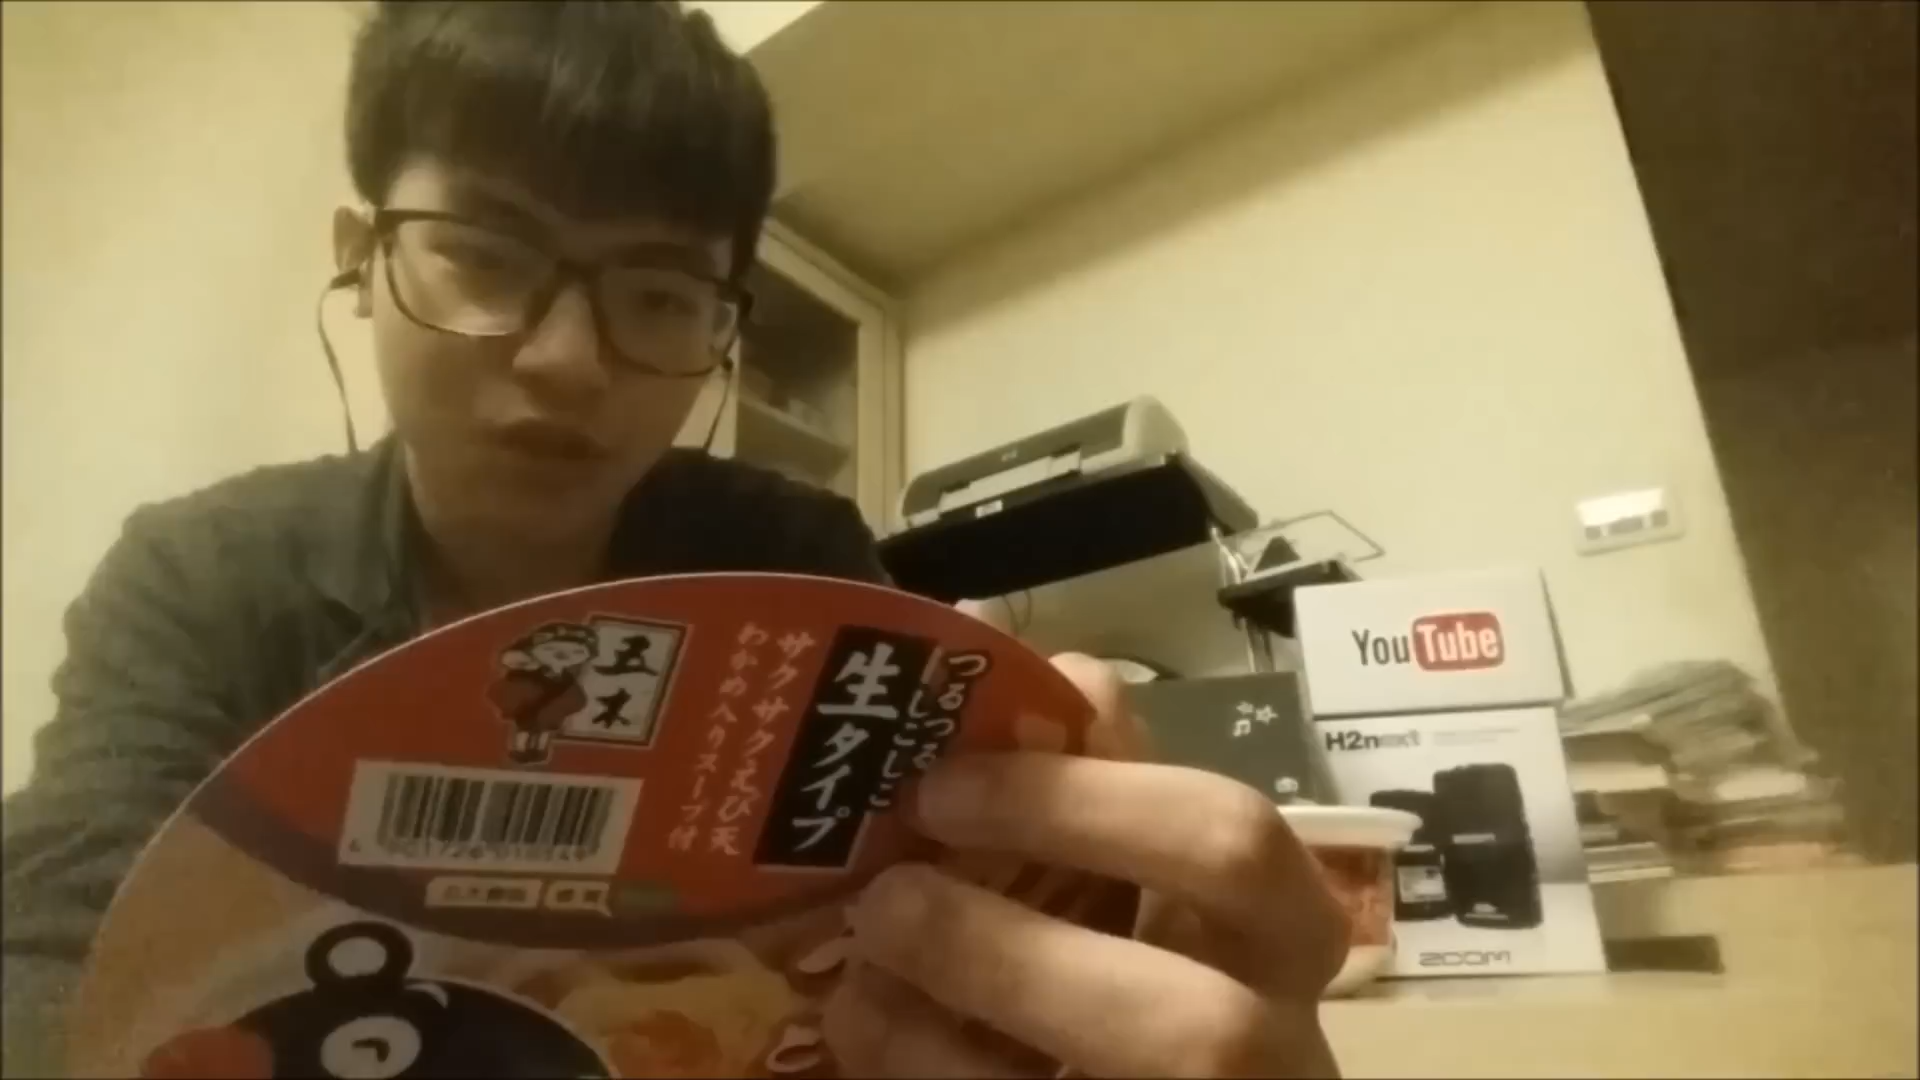 つるつる
しこしこ
生タイプ
サクサクえび天
わかめ入りスープ付
五木
YouTube
H2next
ZOOM